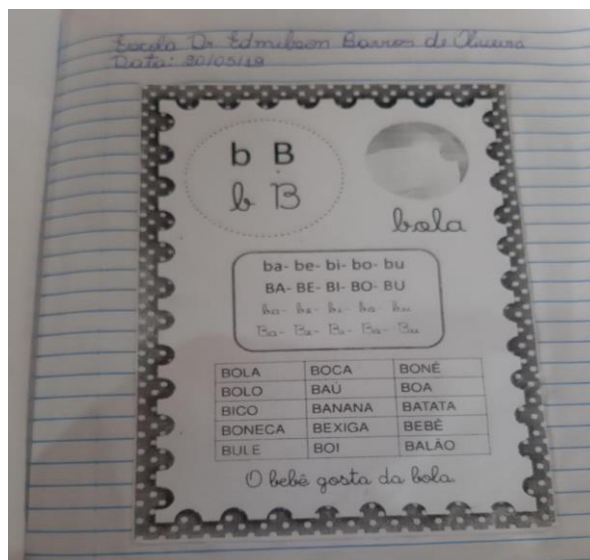 Escola Dr. Edmilson Barros de Oliveira
Data: 30/05/19
b B
b B
bola
ba- be- bi- bo- bu
BA- BE- BI- BO- BU
ba- be- bi- bo- bu
Ba- Be- Bi- Bo- Bu
BOLA BOCA BONÉ
BOLO BAÚ BOA
BICO BANANA BATATA
BONECA BEXIGA BEBÊ
BULE BOI BALÃO
O bebê gosta da bola.